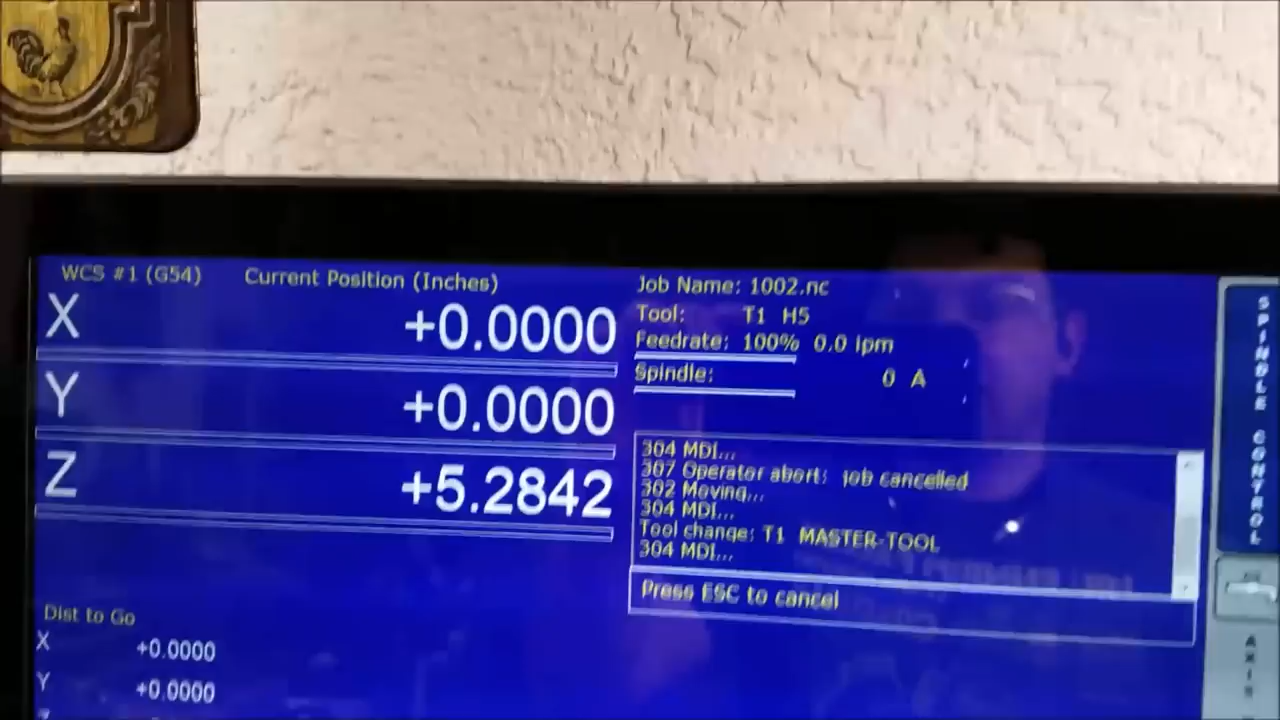 WCS #1 (G54)
Current Position (Inches)
X +0.0000
Y +0.0000
Z +5.2842
Dist to Go
X +0.0000
Y +0.0000
Job Name: 1002.nc
Tool: T1 H5
Feedrate: 100% 0.0 ipm
Spindle: 0 A
304 MDI...
307 Operator abort: job cancelled
302 Moving...
304 MDI...
Tool change: T1 MASTER-TOOL
304 MDI...
Press ESC to cancel
SPINDLE CONTROL